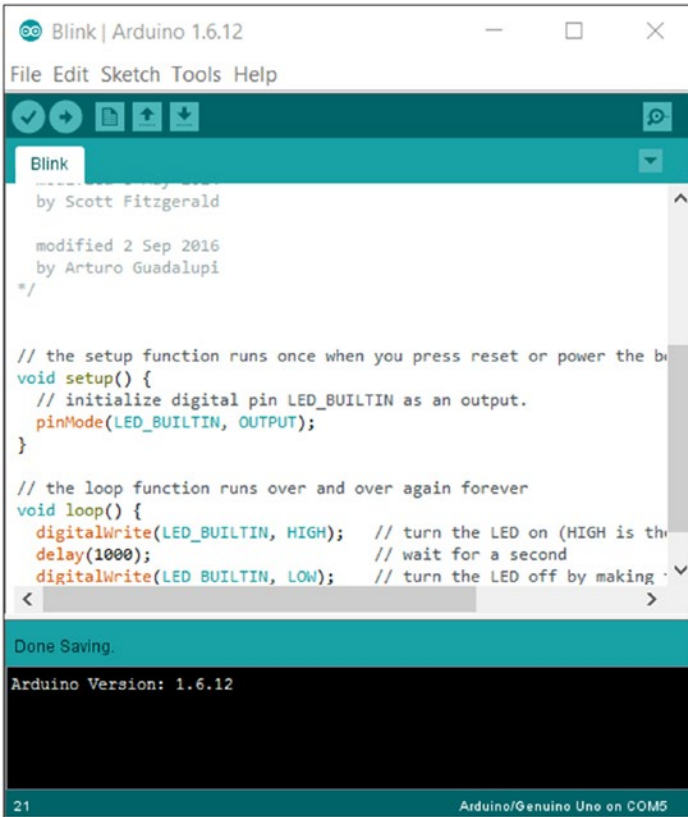 Blink | Arduino 1.6.12
File Edit Sketch Tools Help
Blink
by Scott Fitzgerald
modified 2 Sep 2016
by Arturo Guadalupi
*/
// the setup function runs once when you press reset or power the
void setup() {
// initialize digital pin LED_BUILTIN as an output.
pinMode(LED_BUILTIN, OUTPUT);
}
// the loop function runs over and over again forever
void loop() {
digitalWrite(LED_BUILTIN, HIGH); // turn the LED on (HIGH is the
delay(1000); // wait for a second
digitalWrite(LED_BUILTIN, LOW); // turn the LED off by making
Done Saving.
Arduino Version: 1.6.12
21 Arduino/Genuino Uno on COM5